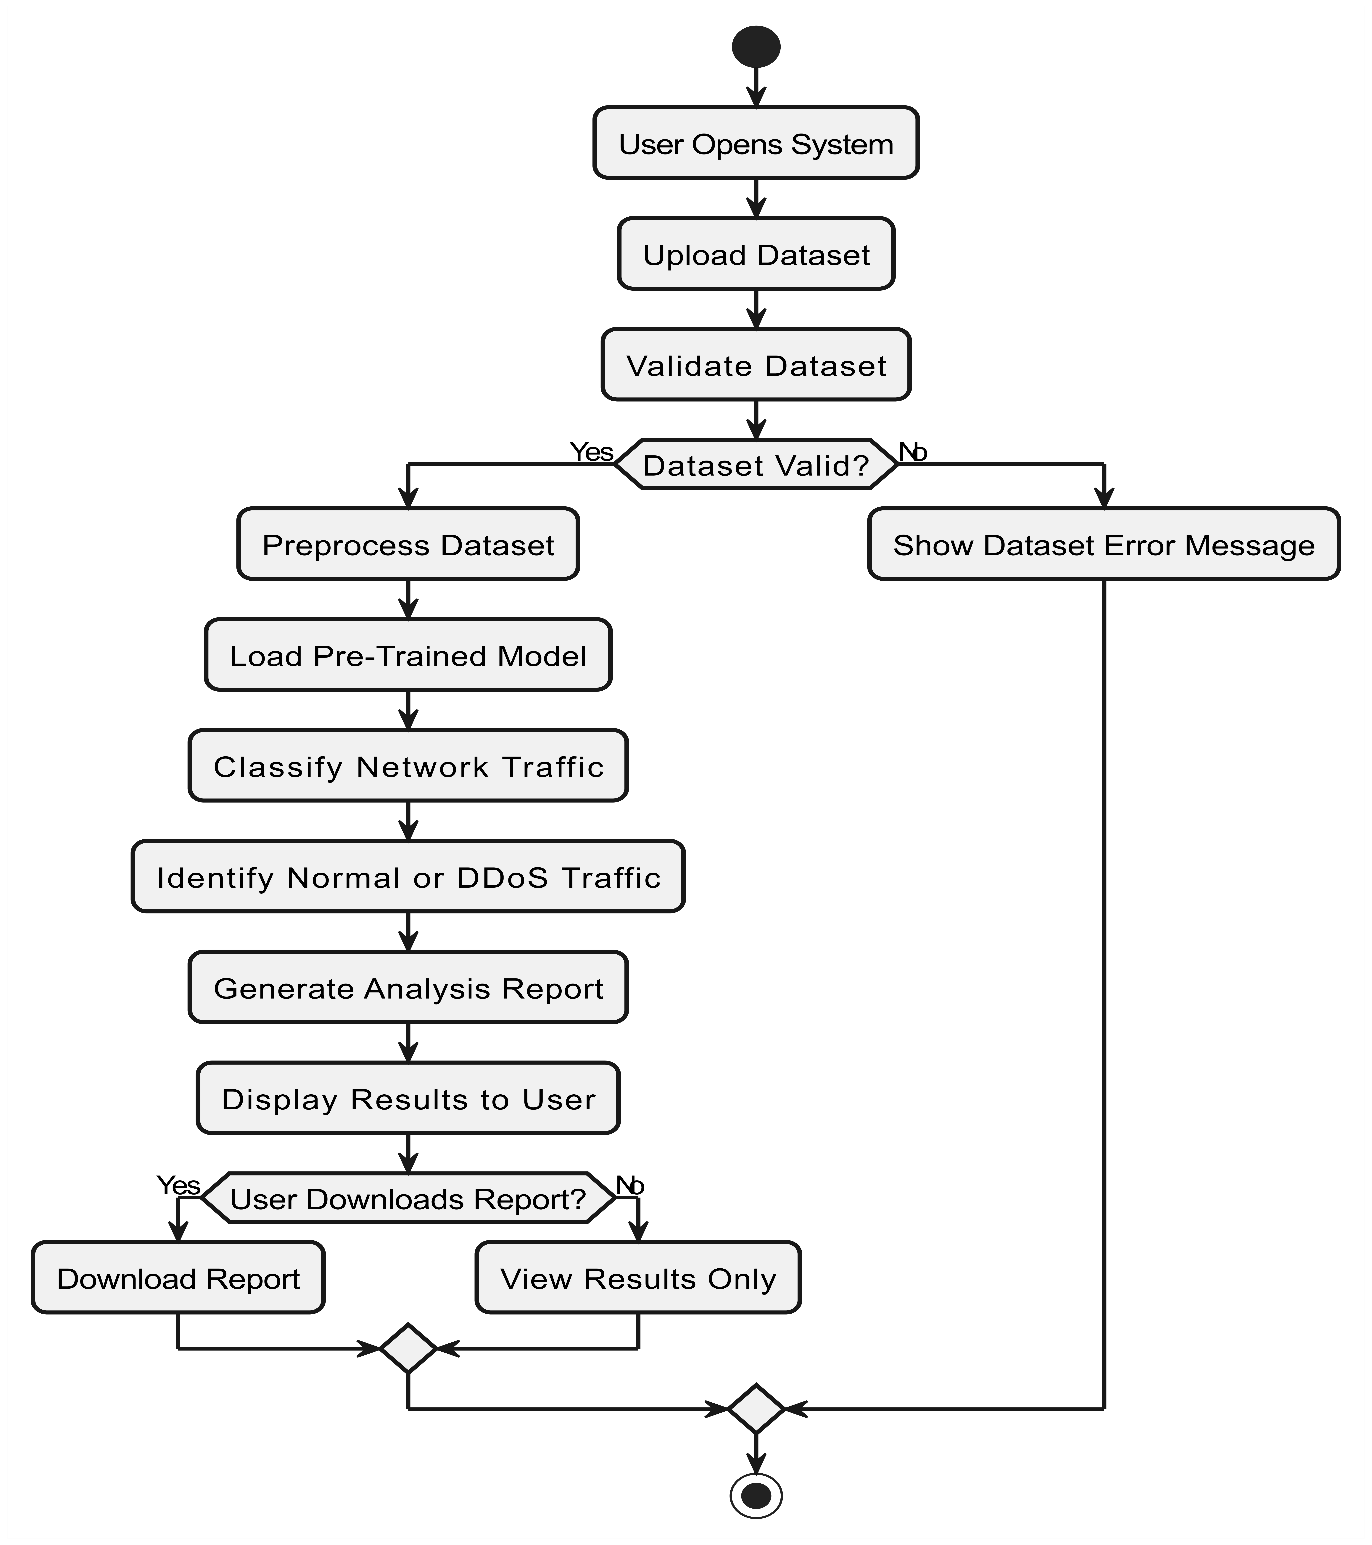 User Opens System
Upload Dataset
Validate Dataset
Yes
Dataset Valid?
No
Preprocess Dataset
Show Dataset Error Message
Load Pre-Trained Model
Classify Network Traffic
Identify Normal or DDoS Traffic
Generate Analysis Report
Display Results to User
Yes
User Downloads Report?
No
Download Report
View Results Only